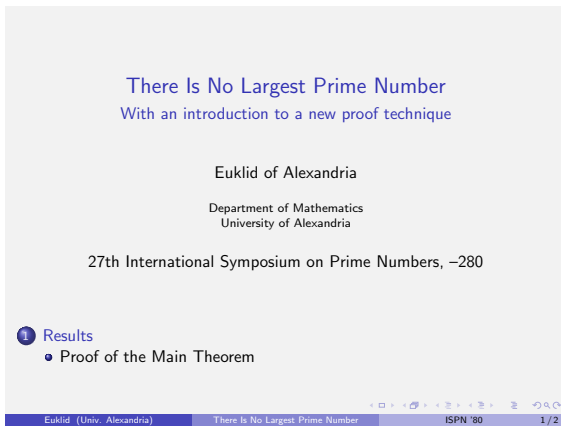 There Is No Largest Prime Number
With an introduction to a new proof technique
Euklid of Alexandria
Department of Mathematics
University of Alexandria
27th International Symposium on Prime Numbers, –280
1 Results
Proof of the Main Theorem
Euklid (Univ. Alexandria) There Is No Largest Prime Number ISPN '80 1 / 2